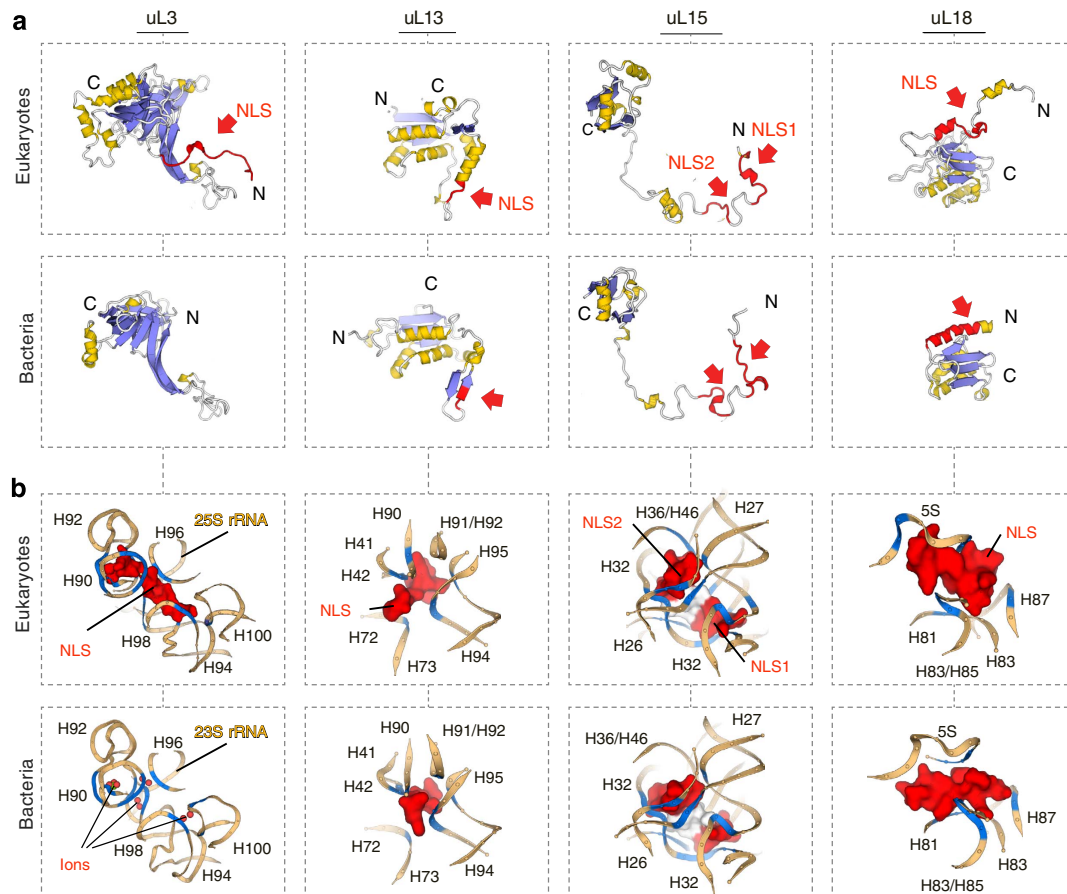 uL3
uL13
uL15
uL18
a
Eukaryotes
C
NLS
N
N
C
NLS
C
N
NLS1
NLS2
NLS
N
C
Bacteria
C
N
C
N
C
N
N
C
b
Eukaryotes
H92
H96
25S rRNA
H90
NLS
H98
H100
H94
H90
H91/H92
H41
H95
H42
NLS
H72
H73
H94
NLS2
H36/H46
H27
H32
H26
H32
NLS1
5S
NLS
H87
H81
H83
H83/H85
Bacteria
H92
H96
23S rRNA
H90
Ions
H98
H100
H94
H90
H91/H92
H41
H42
H95
H72
H73
H94
H27
H36/H46
H32
H26
H32
5S
H87
H81
H83
H83/H85